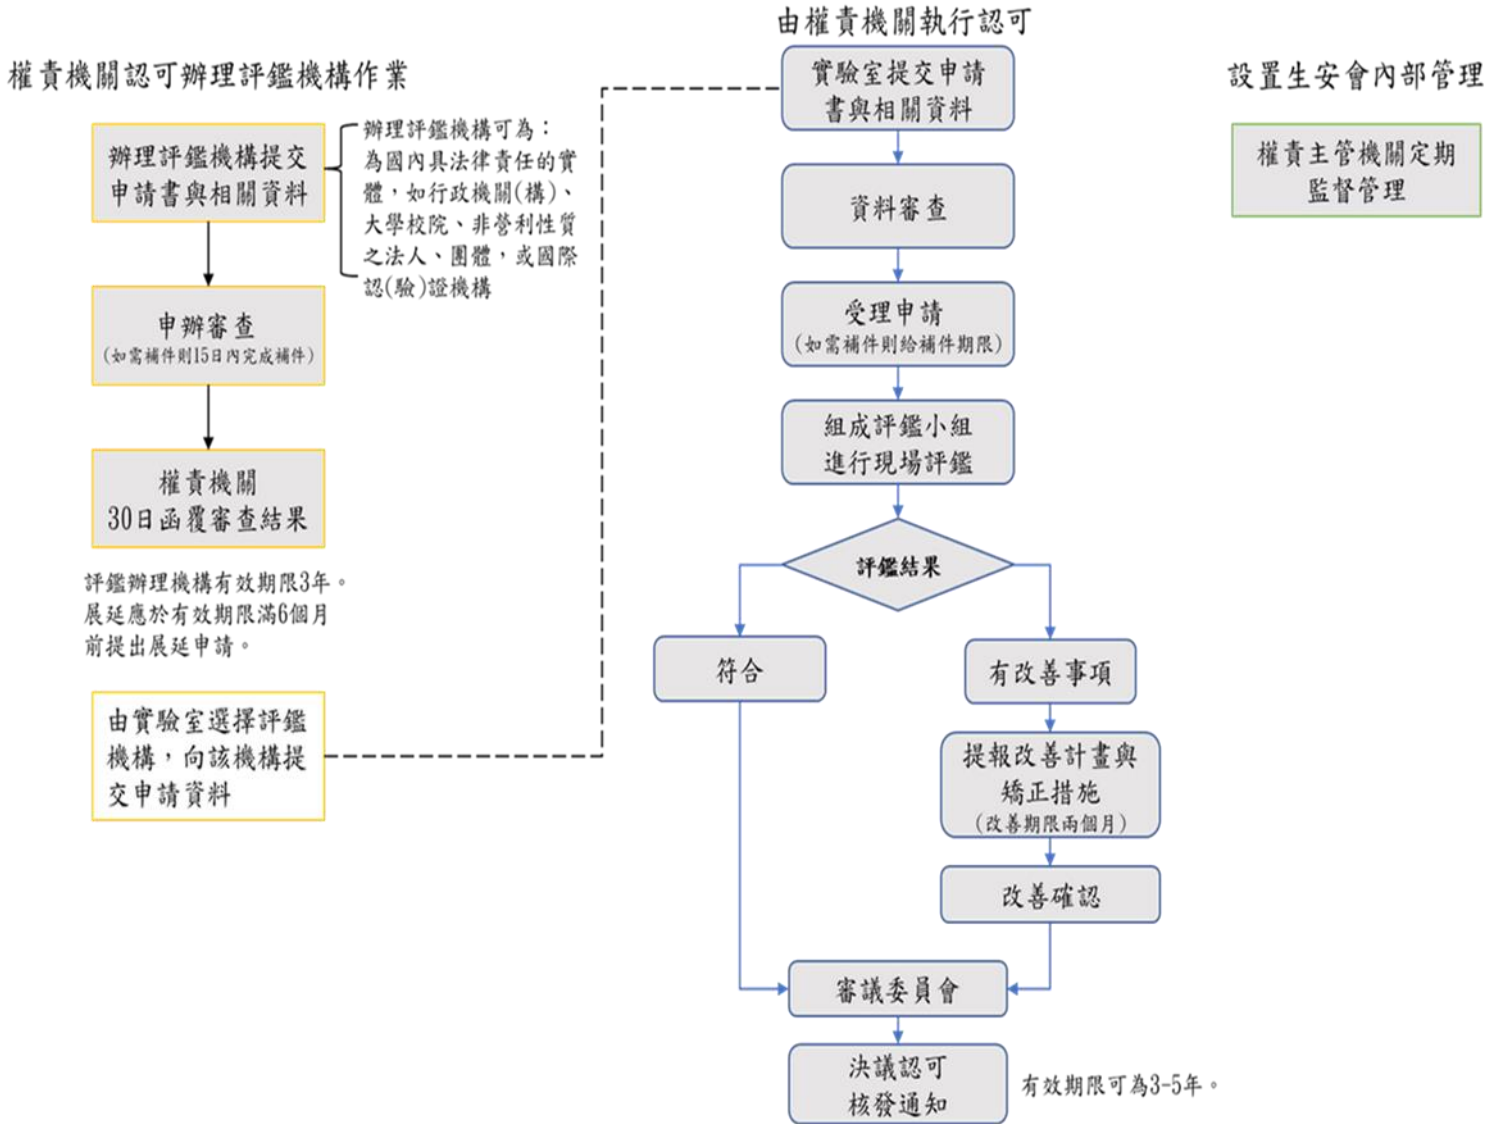 由權責機關執行認可
權責機關認可辦理評鑑機構作業
設置生安會內部管理
辦理評鑑機構提交
申請書與相關資料
辦理評鑑機構可為：
為國內具法律責任的實
體，如行政機關(構)、
大學校院、非營利性質
之法人、團體，或國際
認(驗)證機構
申辦審查
(如需補件則15日內完成補件)
權責機關
30日函覆審查結果
評鑑辦理機構有效期限3年。
展延應於有效期限滿6個月
前提出展延申請。
由實驗室選擇評鑑
機構，向該機構提
交申請資料
實驗室提交申請
書與相關資料
資料審查
受理申請
(如需補件則給補件期限)
組成評鑑小組
進行現場評鑑
評鑑結果
符合
有改善事項
提報改善計畫與
矯正措施
(改善期限兩個月)
改善確認
審議委員會
決議認可
核發通知
有效期限可為3-5年。
權責主管機關定期
監督管理